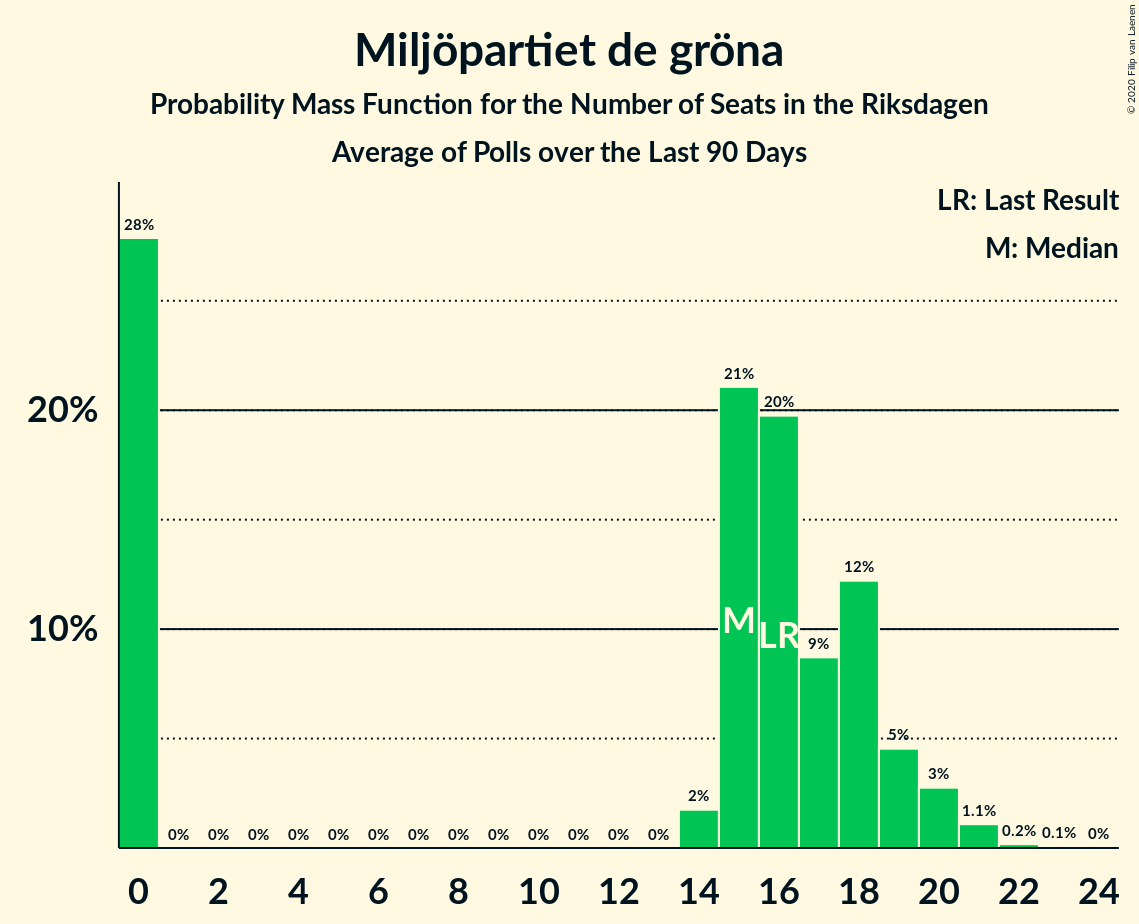 Miljöpartiet de gröna
Probability Mass Function for the Number of Seats in the Riksdagen
Average of Polls over the Last 90 Days
© 2020 Filip van Laenen
LR: Last Result
M: Median
28%
21%
20%
20%
12%
M
LR
10%
9%
5%
3%
2%
1.1%
0% 0% 0% 0% 0% 0% 0% 0% 0% 0% 0% 0% 0% 0.2% 0.1% 0%
0 2 4 6 8 10 12 14 16 18 20 22 24